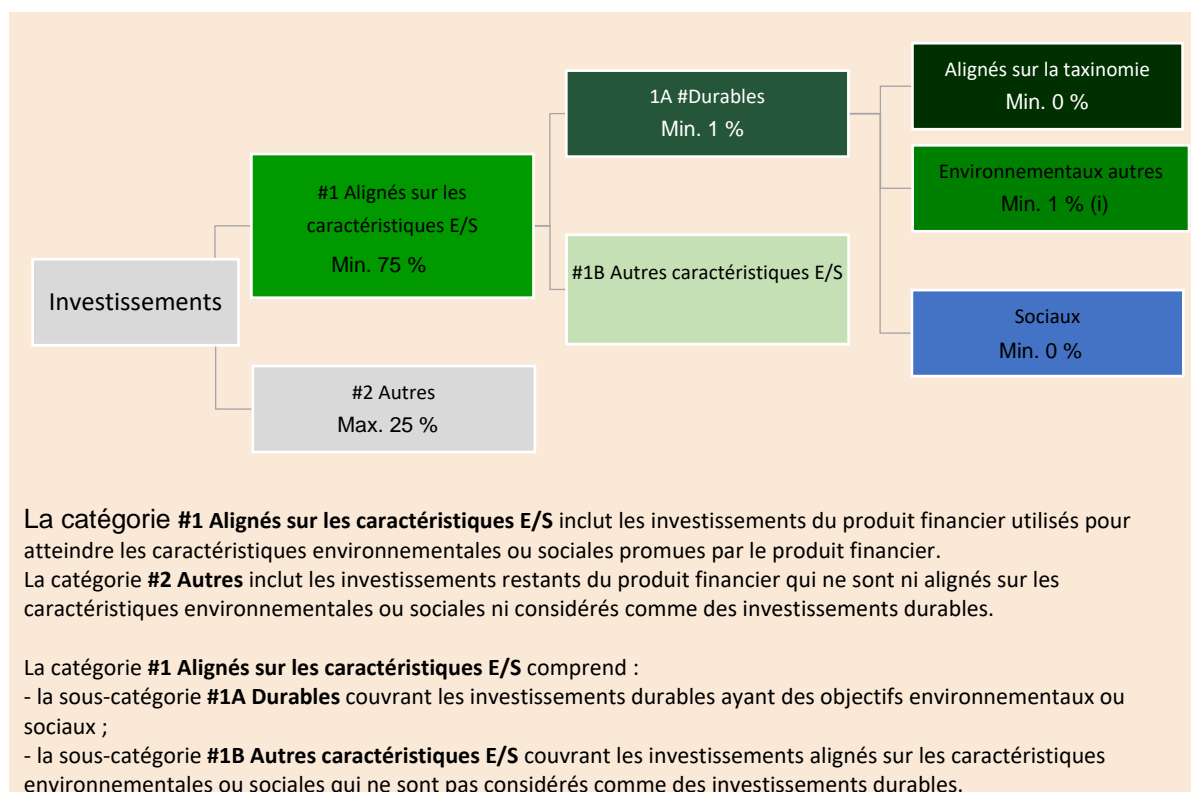 Investissements
#1 Alignés sur les
caractéristiques E/S
Min. 75 %
#2 Autres
Max. 25 %
1A #Durables
Min. 1 %
#1B Autres caractéristiques E/S
Alignés sur la taxinomie
Min. 0 %
Environnementaux autres
Min. 1 % (i)
Sociaux
Min. 0 %
La catégorie #1 Alignés sur les caractéristiques E/S inclut les investissements du produit financier utilisés pour
atteindre les caractéristiques environnementales ou sociales promues par le produit financier.
La catégorie #2 Autres inclut les investissements restants du produit financier qui ne sont ni alignés sur les
caractéristiques environnementales ou sociales ni considérés comme des investissements durables.
La catégorie #1 Alignés sur les caractéristiques E/S comprend :
- la sous-catégorie #1A Durables couvrant les investissements durables ayant des objectifs environnementaux ou
sociaux ;
- la sous-catégorie #1B Autres caractéristiques E/S couvrant les investissements alignés sur les caractéristiques
environnementales ou sociales qui ne sont pas considérés comme des investissements durables.